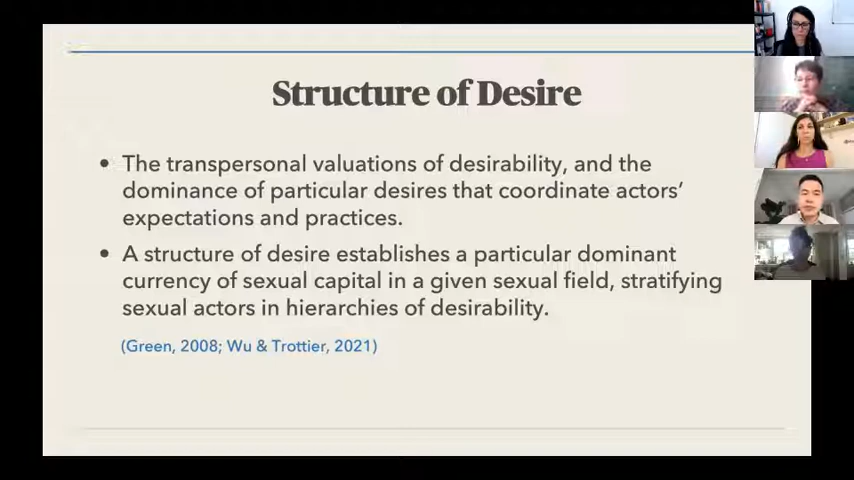 Structure of Desire
• The transpersonal valuations of desirability, and the
dominance of particular desires that coordinate actors’
expectations and practices.
• A structure of desire establishes a particular dominant
currency of sexual capital in a given sexual field, stratifying
sexual actors in hierarchies of desirability.
(Green, 2008; Wu & Trottier, 2021)